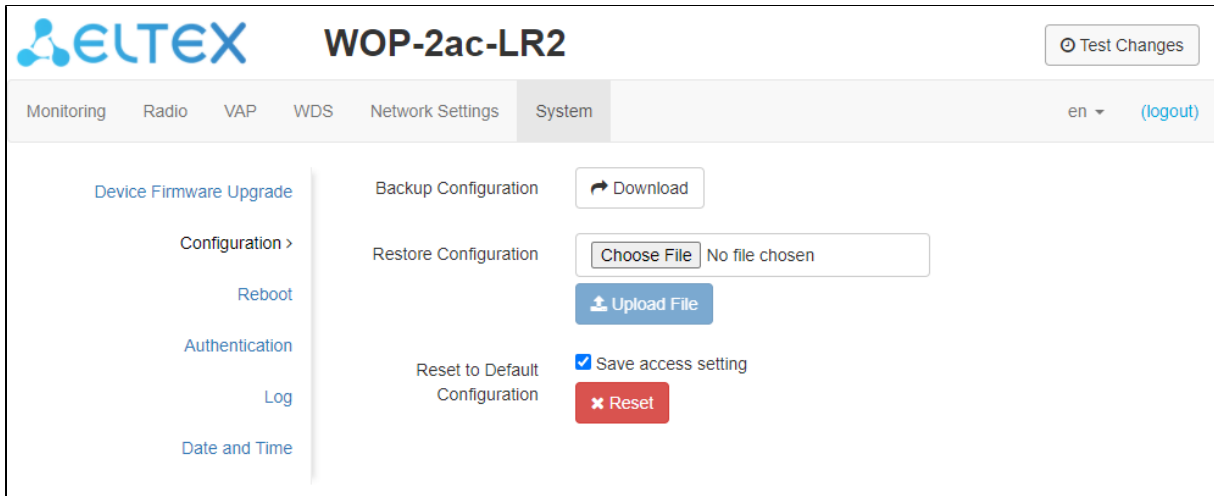 ELTEX WOP-2ac-LR2 Test Changes
Monitoring Radio VAP WDS Network Settings System en (logout)
Device Firmware Upgrade
Configuration >
Reboot
Authentication
Log
Date and Time
Backup Configuration Download
Restore Configuration Choose File No file chosen
Upload File
Reset to Default
Configuration
Save access setting
Reset